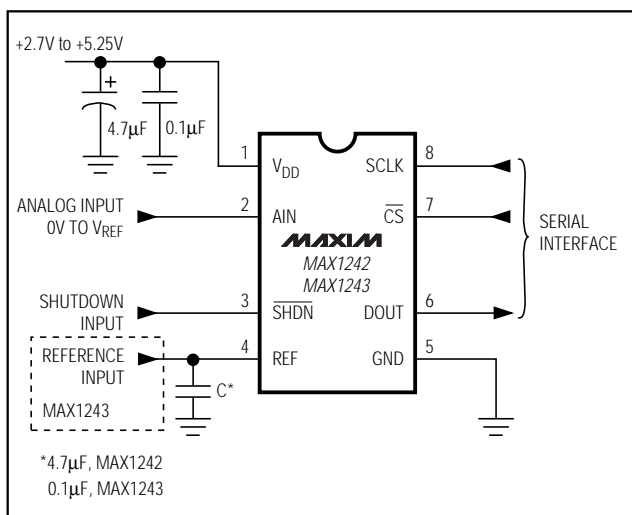 +2.7V to +5.25V
+
4.7µF
0.1µF
1
VDD
SCLK
8
ANALOG INPUT
0V TO VREF
2
AIN
CS
7
SERIAL
INTERFACE
MAXIM
MAX1242
MAX1243
SHUTDOWN
INPUT
3
SHDN
DOUT
6
REFERENCE
INPUT
4
REF
GND
5
C*
MAX1243
*4.7µF, MAX1242
0.1µF, MAX1243